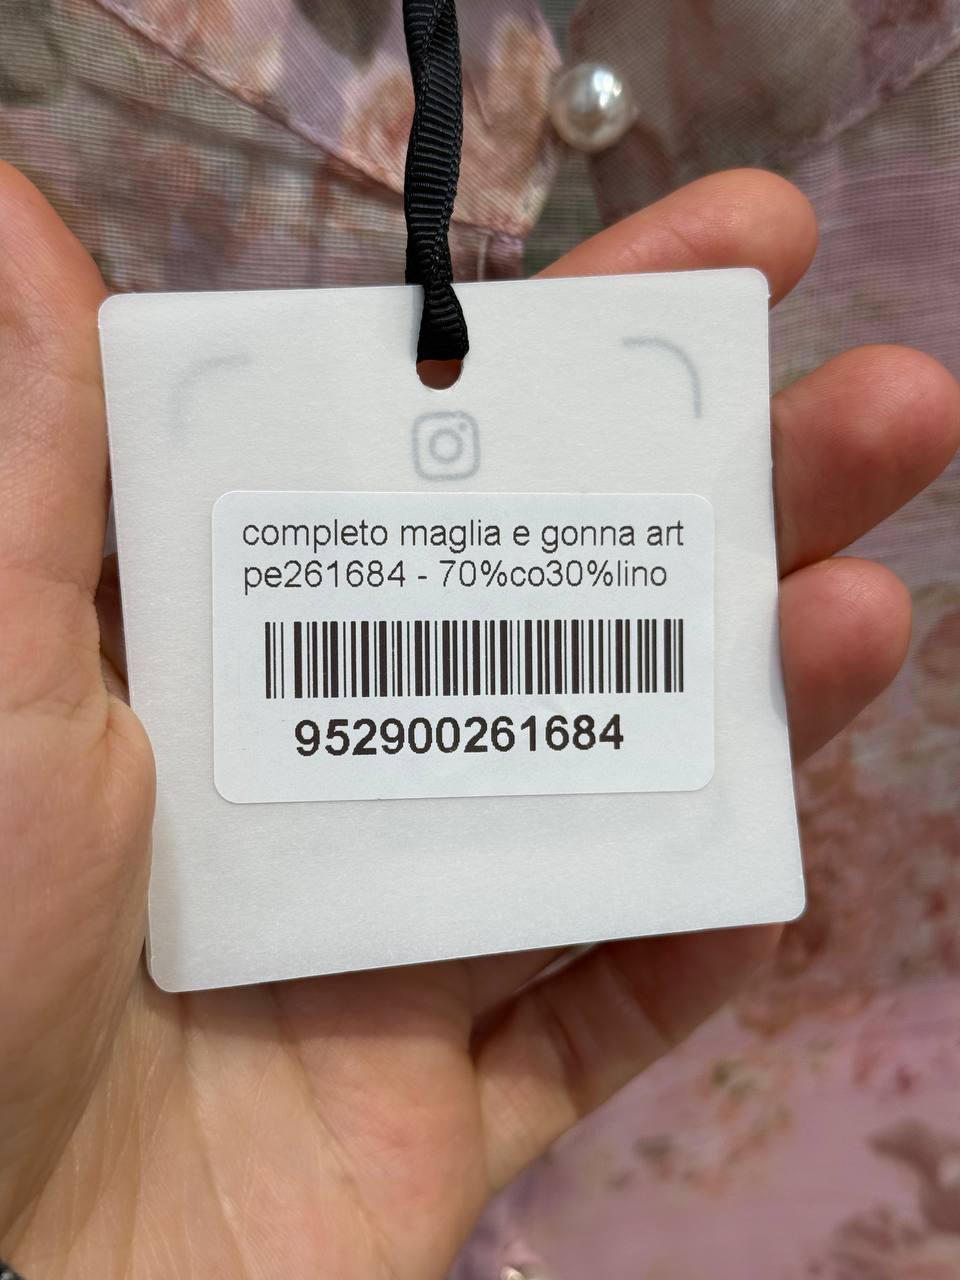 completo maglia e gonna art
pe261684 - 70%co30%lino
952900261684